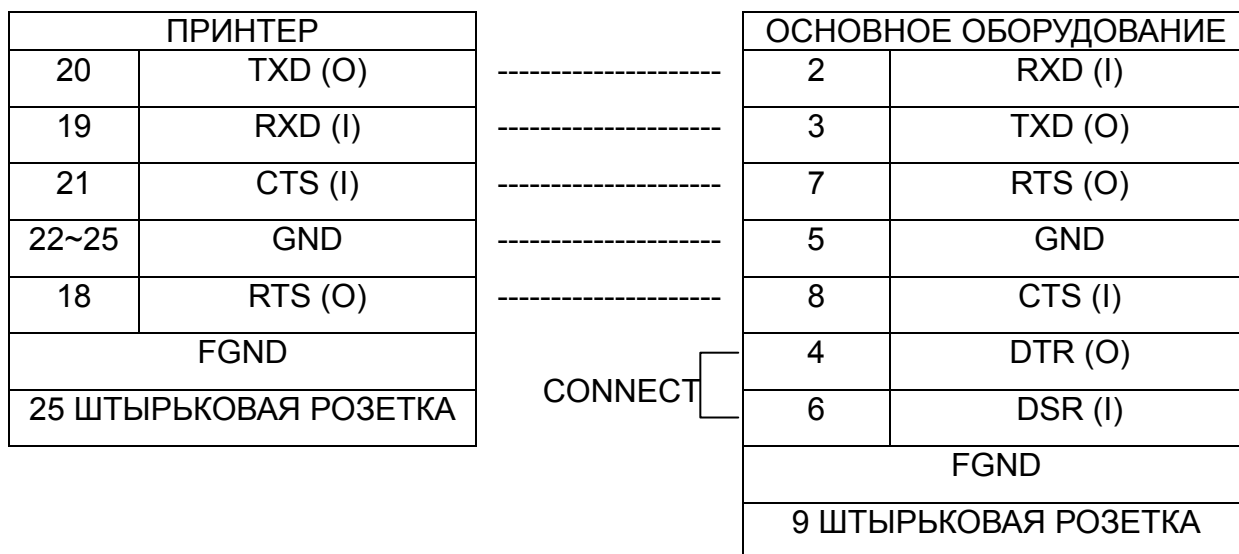 ПРИНТЕР ОСНОВНОЕ ОБОРУДОВАНИЕ
20 TXD (O) --------------------- 2 RXD (I)
19 RXD (I) --------------------- 3 TXD (O)
21 CTS (I) --------------------- 7 RTS (O)
22~25 GND --------------------- 5 GND
18 RTS (O) --------------------- 8 CTS (I)
FGND 4 DTR (O)
CONNECT
25 ШТЫРЬКОВАЯ РОЗЕТКА 6 DSR (I)
FGND
9 ШТЫРЬКОВАЯ РОЗЕТКА